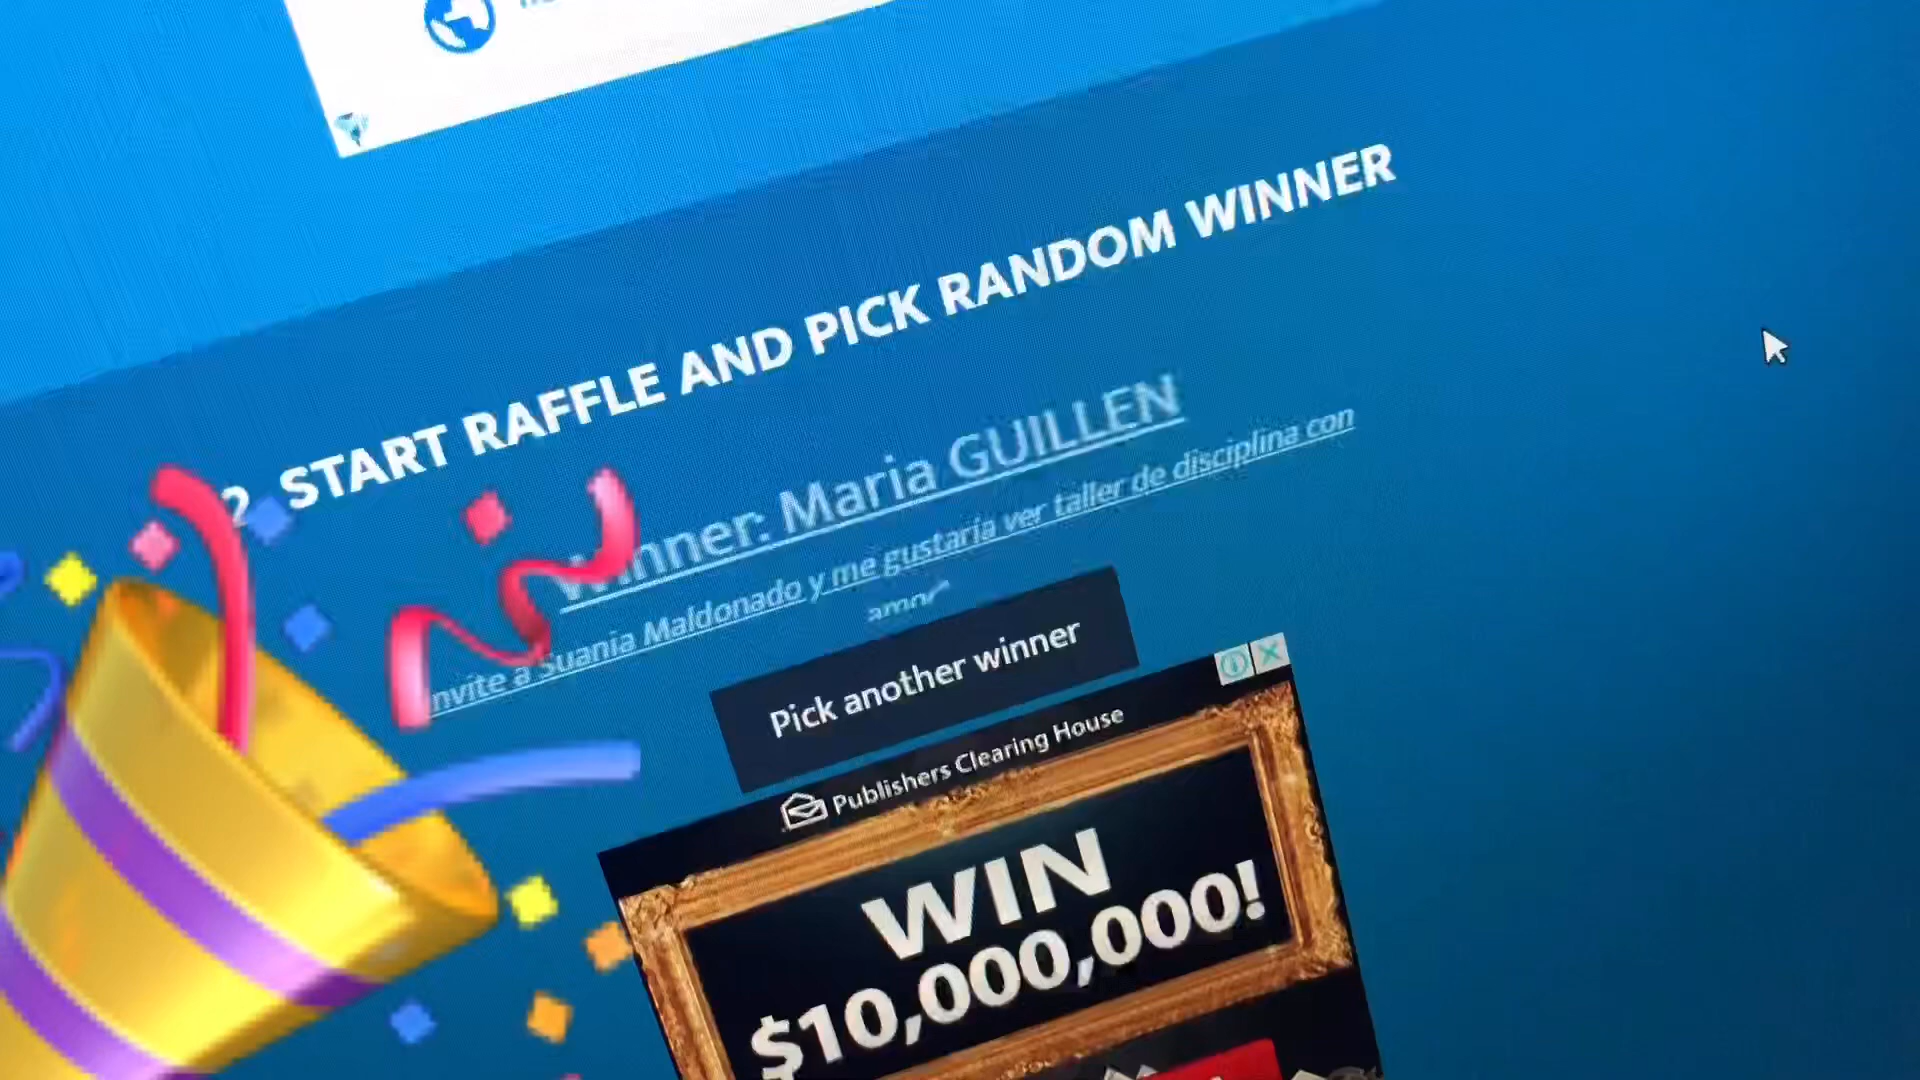 2. START RAFFLE AND PICK RANDOM WINNER
Winner: Maria GUILLEN
Invite a Suania Maldonado y me gustaria ver taller de disciplina con
amor
Pick another winner
Publishers Clearing House
WIN
$10,000,000!